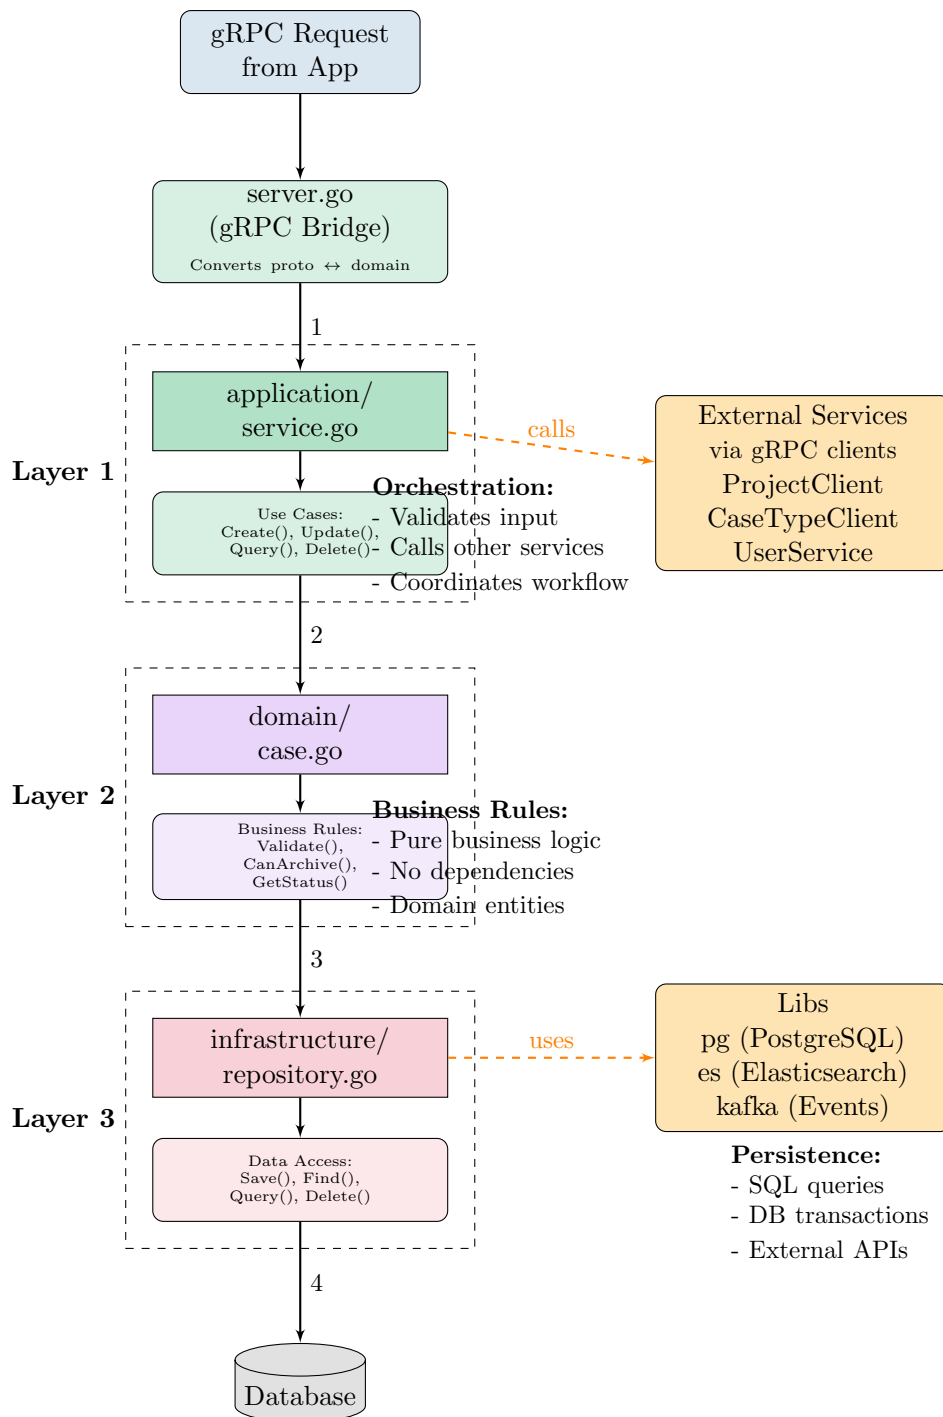 gRPC Request
from App
server.go
(gRPC Bridge)
Converts proto ↔ domain
1
application/
service.go
calls
External Services
via gRPC clients
ProjectClient
CaseTypeClient
UserService
Layer 1
Use Cases:
Create(), Update(),
Query(), Delete()
Orchestration:
- Validates input
- Calls other services
- Coordinates workflow
2
domain/
case.go
Layer 2
Business Rules:
Validate(),
CanArchive(),
GetStatus()
Business Rules:
- Pure business logic
- No dependencies
- Domain entities
3
infrastructure/
repository.go
uses
Libs
pg (PostgreSQL)
es (Elasticsearch)
kafka (Events)
Layer 3
Data Access:
Save(), Find(),
Query(), Delete()
Persistence:
- SQL queries
- DB transactions
- External APIs
4
Database